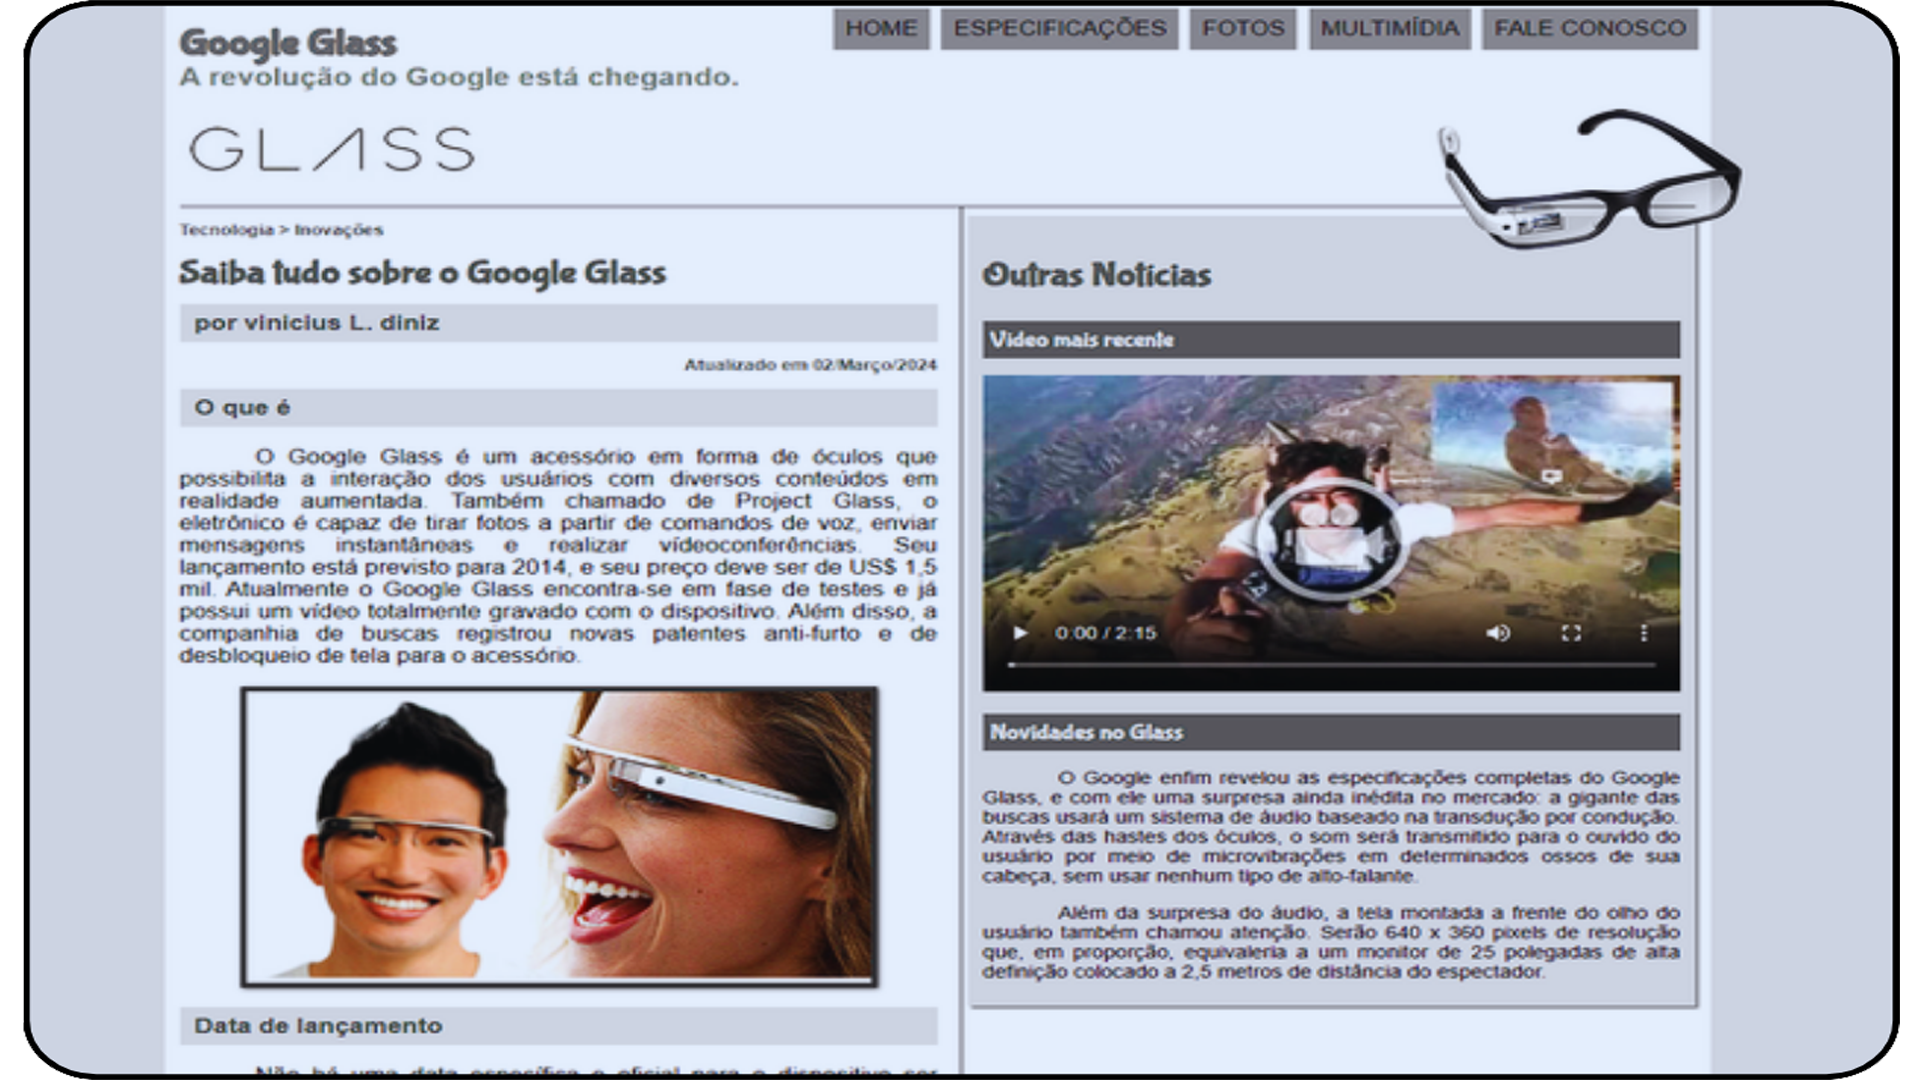 Google Glass
A revolução do Google está chegando.
HOME
ESPECIFICAÇÕES
FOTOS
MULTIMÍDIA
FALE CONOSCO
GLASS
Tecnologia > Inovações
Saiba tudo sobre o Google Glass
por vinicius L. diniz
Atualizado em 02/Março/2024
O que é
O Google Glass é um acessório em forma de óculos que
possibilita a interação dos usuários com diversos conteúdos em
realidade aumentada. Também chamado de Project Glass, o
eletrônico é capaz de tirar fotos a partir de comandos de voz, enviar
mensagens instantâneas e realizar vídeoconferências. Seu
lançamento está previsto para 2014, e seu preço deve ser de US$ 1,5
mil. Atualmente o Google Glass encontra-se em fase de testes e já
possui um vídeo totalmente gravado com o dispositivo. Além disso, a
companhia de buscas registrou novas patentes anti-furto e de
desbloqueio de tela para o acessório.
Data de lançamento
Não há uma data específica e oficial para o dispositivo ser
Outras Notícias
Vídeo mais recente
0:00 / 2:15
Novidades no Glass
O Google enfim revelou as especificações completas do Google
Glass, e com ele uma surpresa ainda inédita no mercado: a gigante das
buscas usará um sistema de áudio baseado na transdução por condução.
Através das hastes dos óculos, o som será transmitido para o ouvido do
usuário por meio de microvibrações em determinados ossos de sua
cabeça, sem usar nenhum tipo de alto-falante.
Além da surpresa do áudio, a tela montada a frente do olho do
usuário também chamou atenção. Serão 640 x 360 pixels de resolução
que, em proporção, equivaleria a um monitor de 25 polegadas de alta
definição colocado a 2,5 metros de distância do espectador.